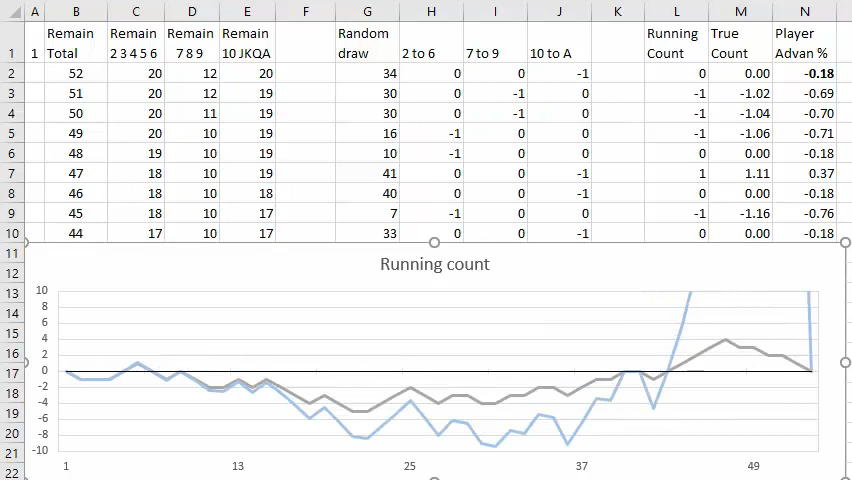 A B C D E F G H I J K L M N
Remain Remain Remain Remain Random Running True Player
1 1 Total 2 3 4 5 6 7 8 9 10 JKQA draw 2 to 6 7 to 9 10 to A Count Count Advan %
2 52 20 12 20 34 0 0 -1 0 0.00 -0.18
3 51 20 12 19 30 0 -1 0 -1 -1.02 -0.69
4 50 20 11 19 30 0 -1 0 -1 -1.04 -0.70
5 49 20 10 19 16 -1 0 0 -1 -1.06 -0.71
6 48 19 10 19 10 -1 0 0 0 0.00 -0.18
7 47 18 10 19 41 0 0 -1 1 1.11 0.37
8 46 18 10 18 40 0 0 -1 0 0.00 -0.18
9 45 18 10 17 7 -1 0 0 -1 -1.16 -0.76
10 44 17 10 17 33 0 0 -1 0 0.00 -0.18
11
12
13
14
15
16
17
18
19
20
21
22
Running count
10
8
6
4
2
0
-2
-4
-6
-8
-10
1 13 25 37 49